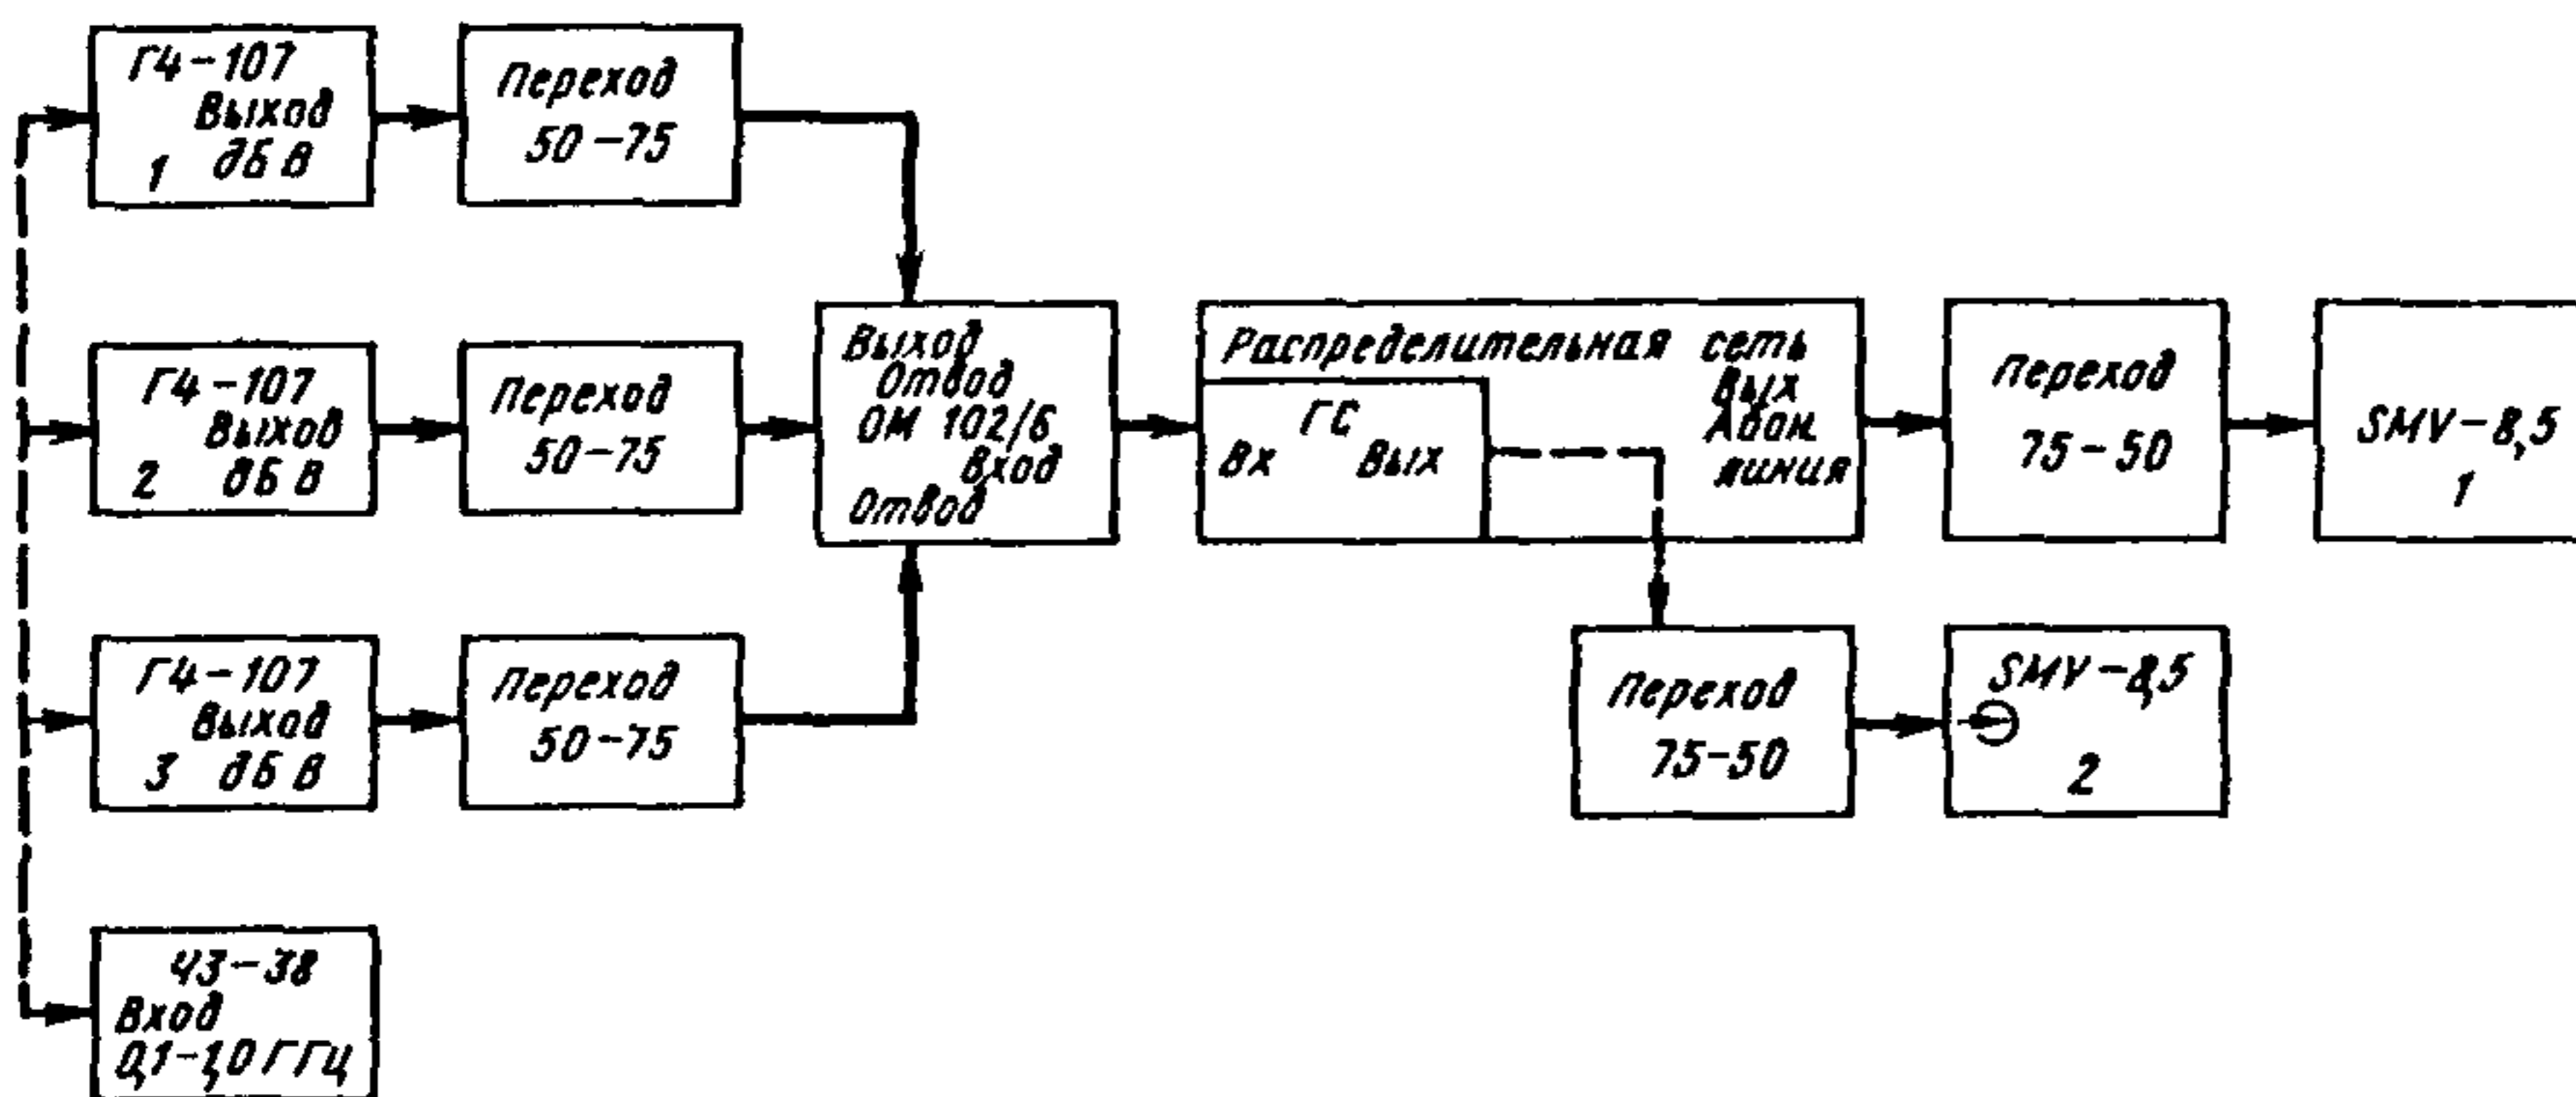 Г4-107
Выход
1 дБ В
Переход
50-75
Г4-107
Выход
2 дБ В
Переход
50-75
Выход
Отвод
ОМ 102/6
Вход
Отвод
Распределительная сеть
Вых
Абон.
линия
ГС
Вх Вых
Переход
75-50
SMV-8,5
1
Г4-107
Выход
3 дБ В
Переход
50-75
Переход
75-50
SMV-8,5
2
Ч3-38
Вход
0,1-1,0 ГГц